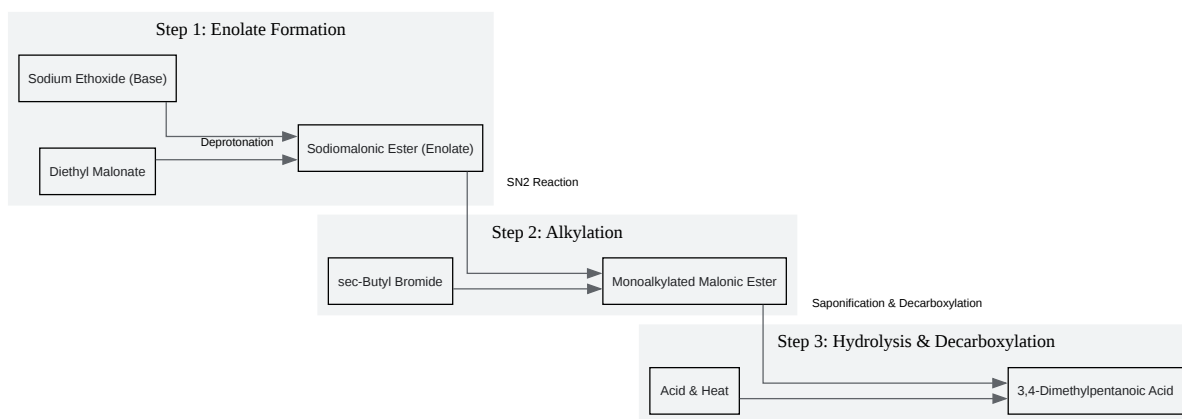 Step 1: Enolate Formation
Sodium Ethoxide (Base)
Deprotonation
Sodiomalonic Ester (Enolate)
Diethyl Malonate
SN2 Reaction
Step 2: Alkylation
sec-Butyl Bromide
Monoalkylated Malonic Ester
Saponification & Decarboxylation
Step 3: Hydrolysis & Decarboxylation
Acid & Heat
3,4-Dimethylpentanoic Acid